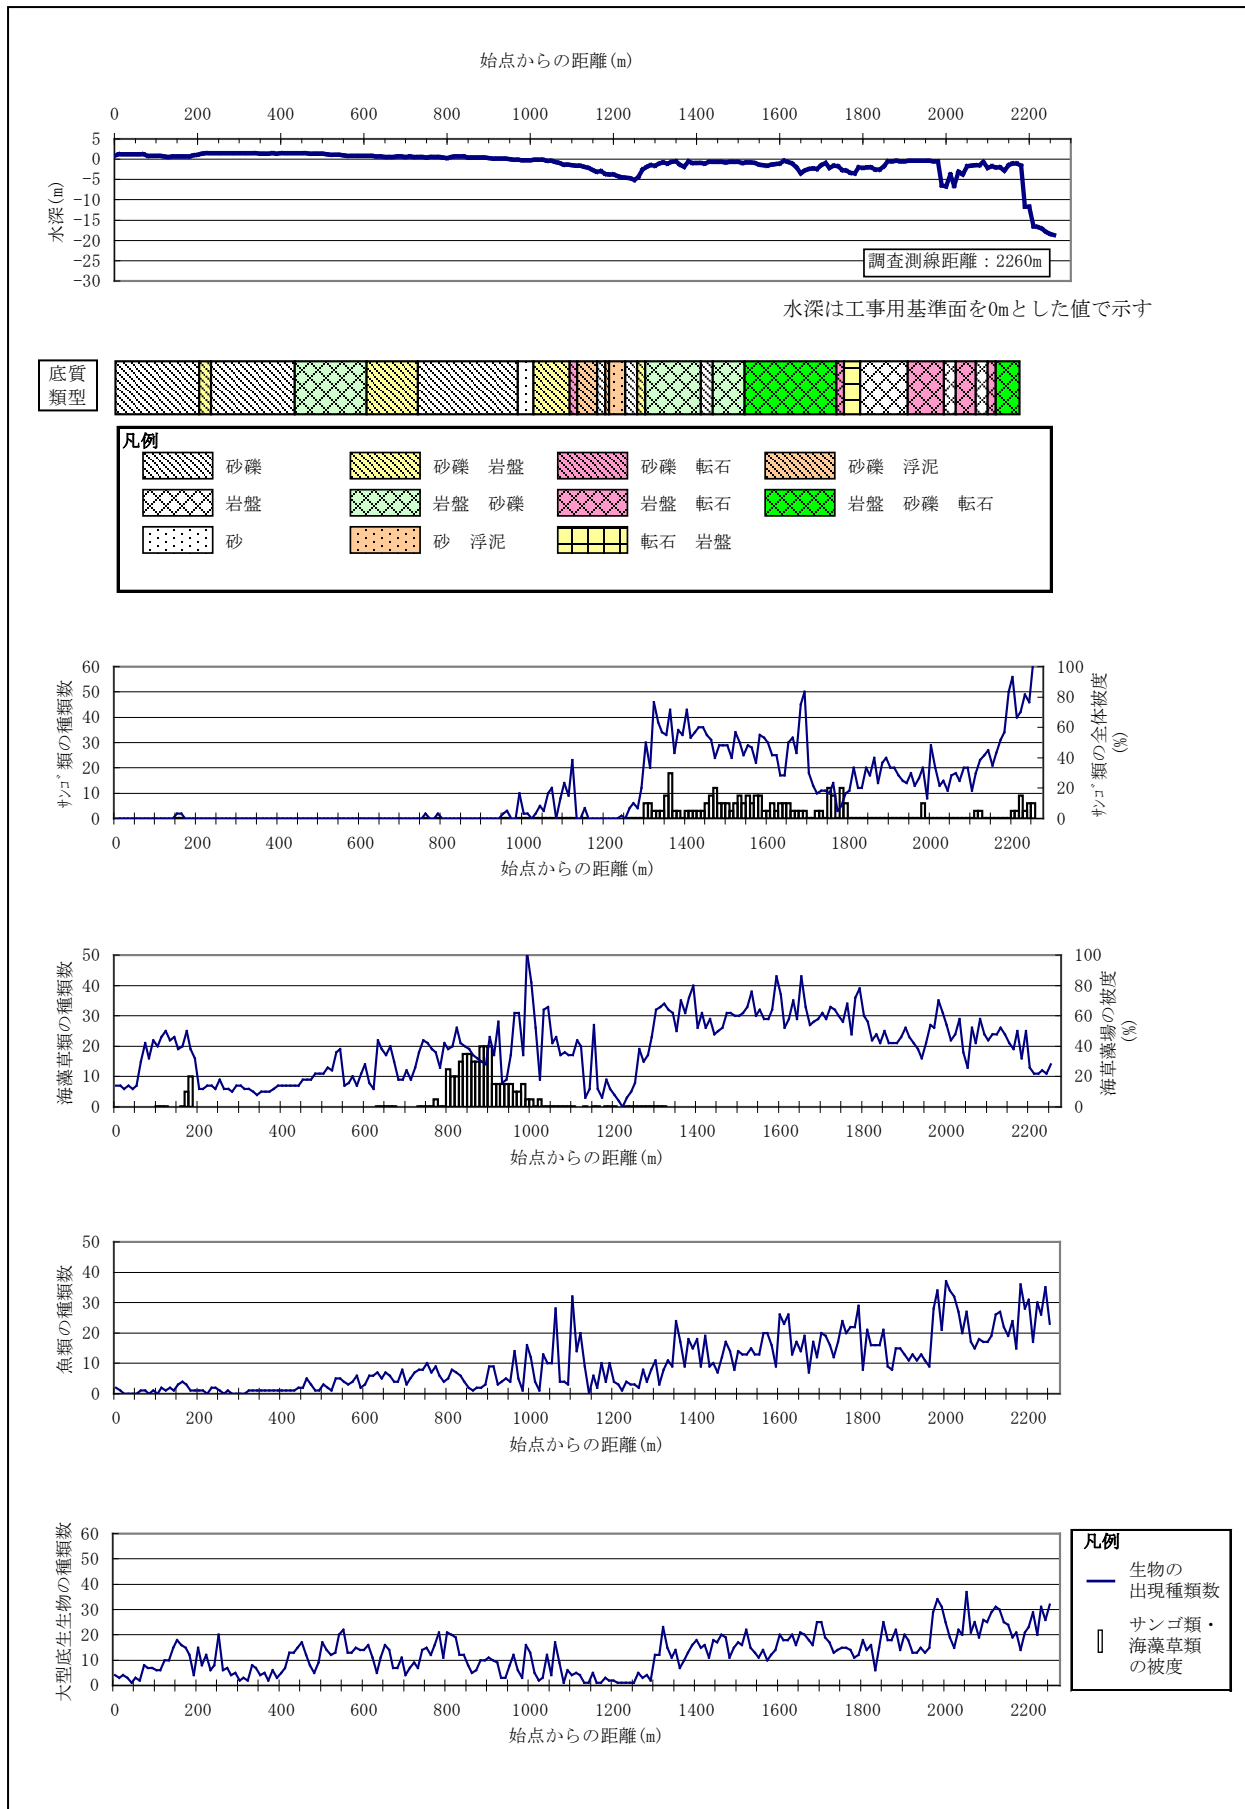 始点からの距離(m)
0 200 400 600 800 1000 1200 1400 1600 1800 2000 2200
5
0
-5
-10
-15
-20
-25
-30
水深(m)
調査測線距離：2260m
水深は工事用基準面を0mとした値で示す
底質
類型
凡例
砂礫 砂礫　岩盤 砂礫　転石 砂礫　浮泥
岩盤 岩盤　砂礫 岩盤　転石 岩盤　砂礫　転石
砂 砂　浮泥 転石　岩盤
サンゴ類の種類数
60
50
40
30
20
10
0
100
80
60
40
20
0
サンゴ類の全体被度
(%)
0 200 400 600 800 1000 1200 1400 1600 1800 2000 2200
始点からの距離(m)
海藻草類の種類数
50
40
30
20
10
0
100
80
60
40
20
0
海草藻場の被度
(%)
0 200 400 600 800 1000 1200 1400 1600 1800 2000 2200
始点からの距離(m)
魚類の種類数
50
40
30
20
10
0
0 200 400 600 800 1000 1200 1400 1600 1800 2000 2200
始点からの距離(m)
大型底生生物の種類数
60
50
40
30
20
10
0
0 200 400 600 800 1000 1200 1400 1600 1800 2000 2200
始点からの距離(m)
凡例
生物の
出現種類数
サンゴ類・
海藻草類
の被度